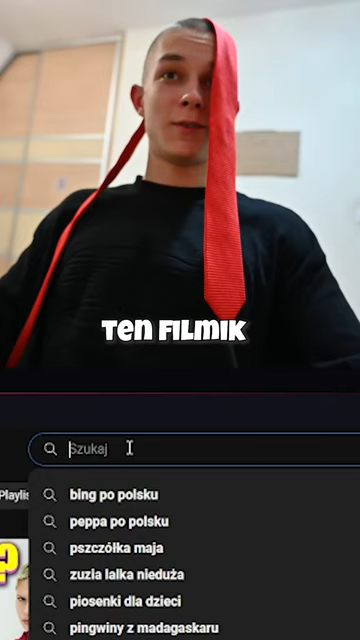 Ten filmik
Szukaj
Playlis
bing po polsku
peppa po polsku
pszczółka maja
zuzia lalka nieduża
piosenki dla dzieci
pingwiny z madagaskaru
?